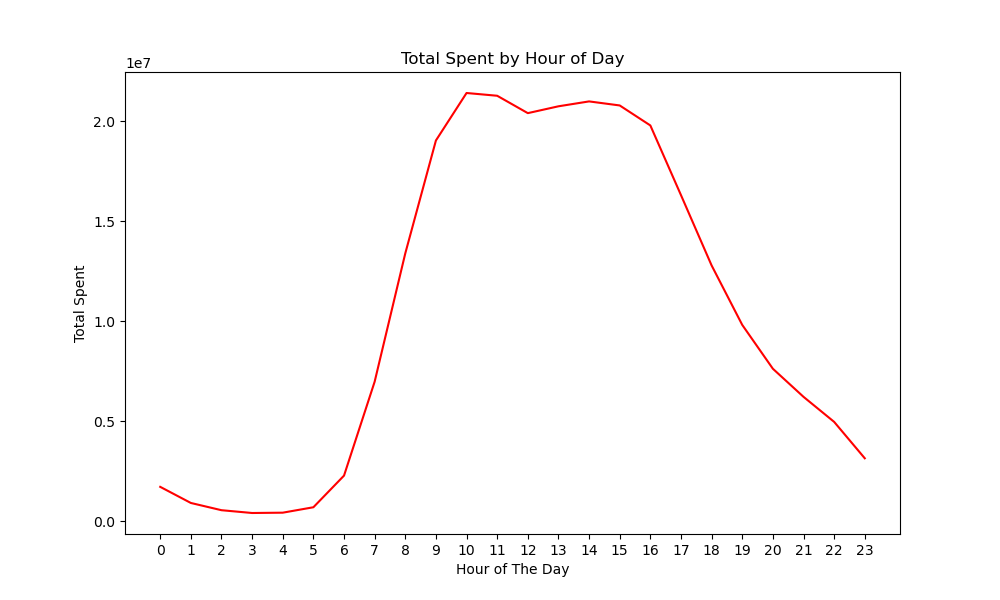 Total Spent by Hour of Day
1e7
2.0
1.5
1.0
0.5
0.0
Total Spent
0 1 2 3 4 5 6 7 8 9 10 11 12 13 14 15 16 17 18 19 20 21 22 23
Hour of The Day